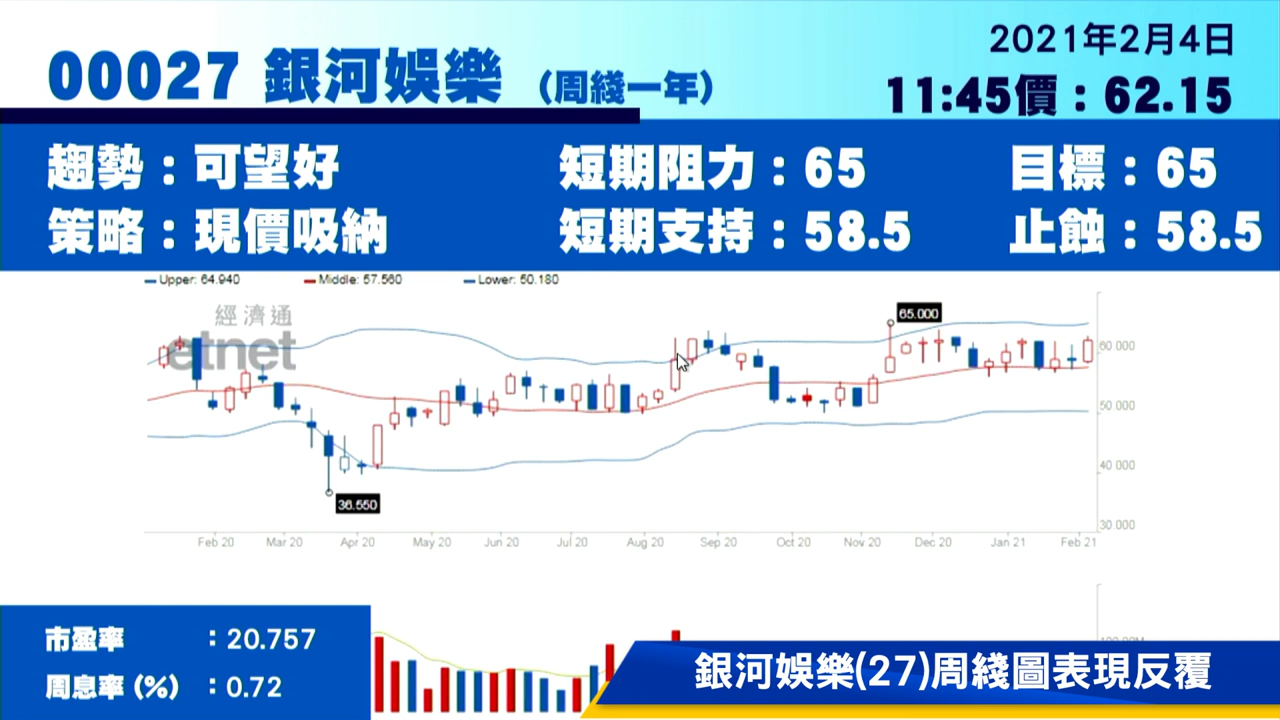 00027 銀河娛樂 (周綫一年)
2021年2月4日
11:45價：62.15
趨勢：可望好
短期阻力：65
目標：65
策略：現價吸納
短期支持：58.5
止蝕：58.5
Upper: 64.940 Middle: 57.560 Lower: 50.180
經濟通
etnet
65.000
60 000
50 000
40 000
30 000
36.550
Feb 20 Mar 20 Apr 20 May 20 Jun 20 Jul 20 Aug 20 Sep 20 Oct 20 Nov 20 Dec 20 Jan 21 Feb 21
市盈率 ：20.757
周息率 (%) ：0.72
銀河娛樂(27)周綫圖表現反覆